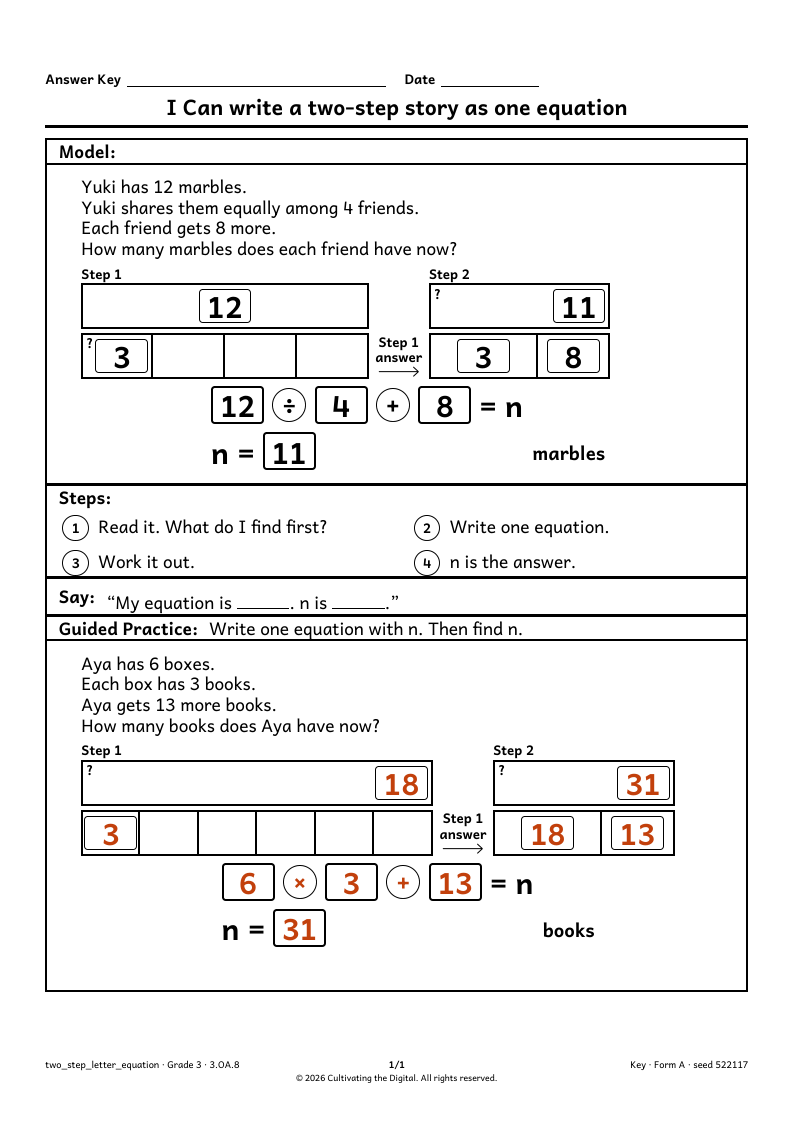 Answer Key ____________ Date ____________
I Can write a two-step story as one equation
Model:
Yuki has 12 marbles.
Yuki shares them equally among 4 friends.
Each friend gets 8 more.
How many marbles does each friend have now?
Step 1 Step 2
12 ? 11
? 3 Step 1 answer 3 8
12 ÷ 4 + 8 = n
n = 11 marbles
Steps:
1 Read it. What do I find first? 2 Write one equation.
3 Work it out. 4 n is the answer.
Say: “My equation is ______. n is ______.”
Guided Practice: Write one equation with n. Then find n.
Aya has 6 boxes.
Each box has 3 books.
Aya gets 13 more books.
How many books does Aya have now?
Step 1 Step 2
? 18 ? 31
3 Step 1 answer 18 13
6 × 3 + 13 = n
n = 31 books
two_step_letter_equation · Grade 3 · 3.OA.8 1/1 Key · Form A · seed 522117
© 2026 Cultivating the Digital. All rights reserved.